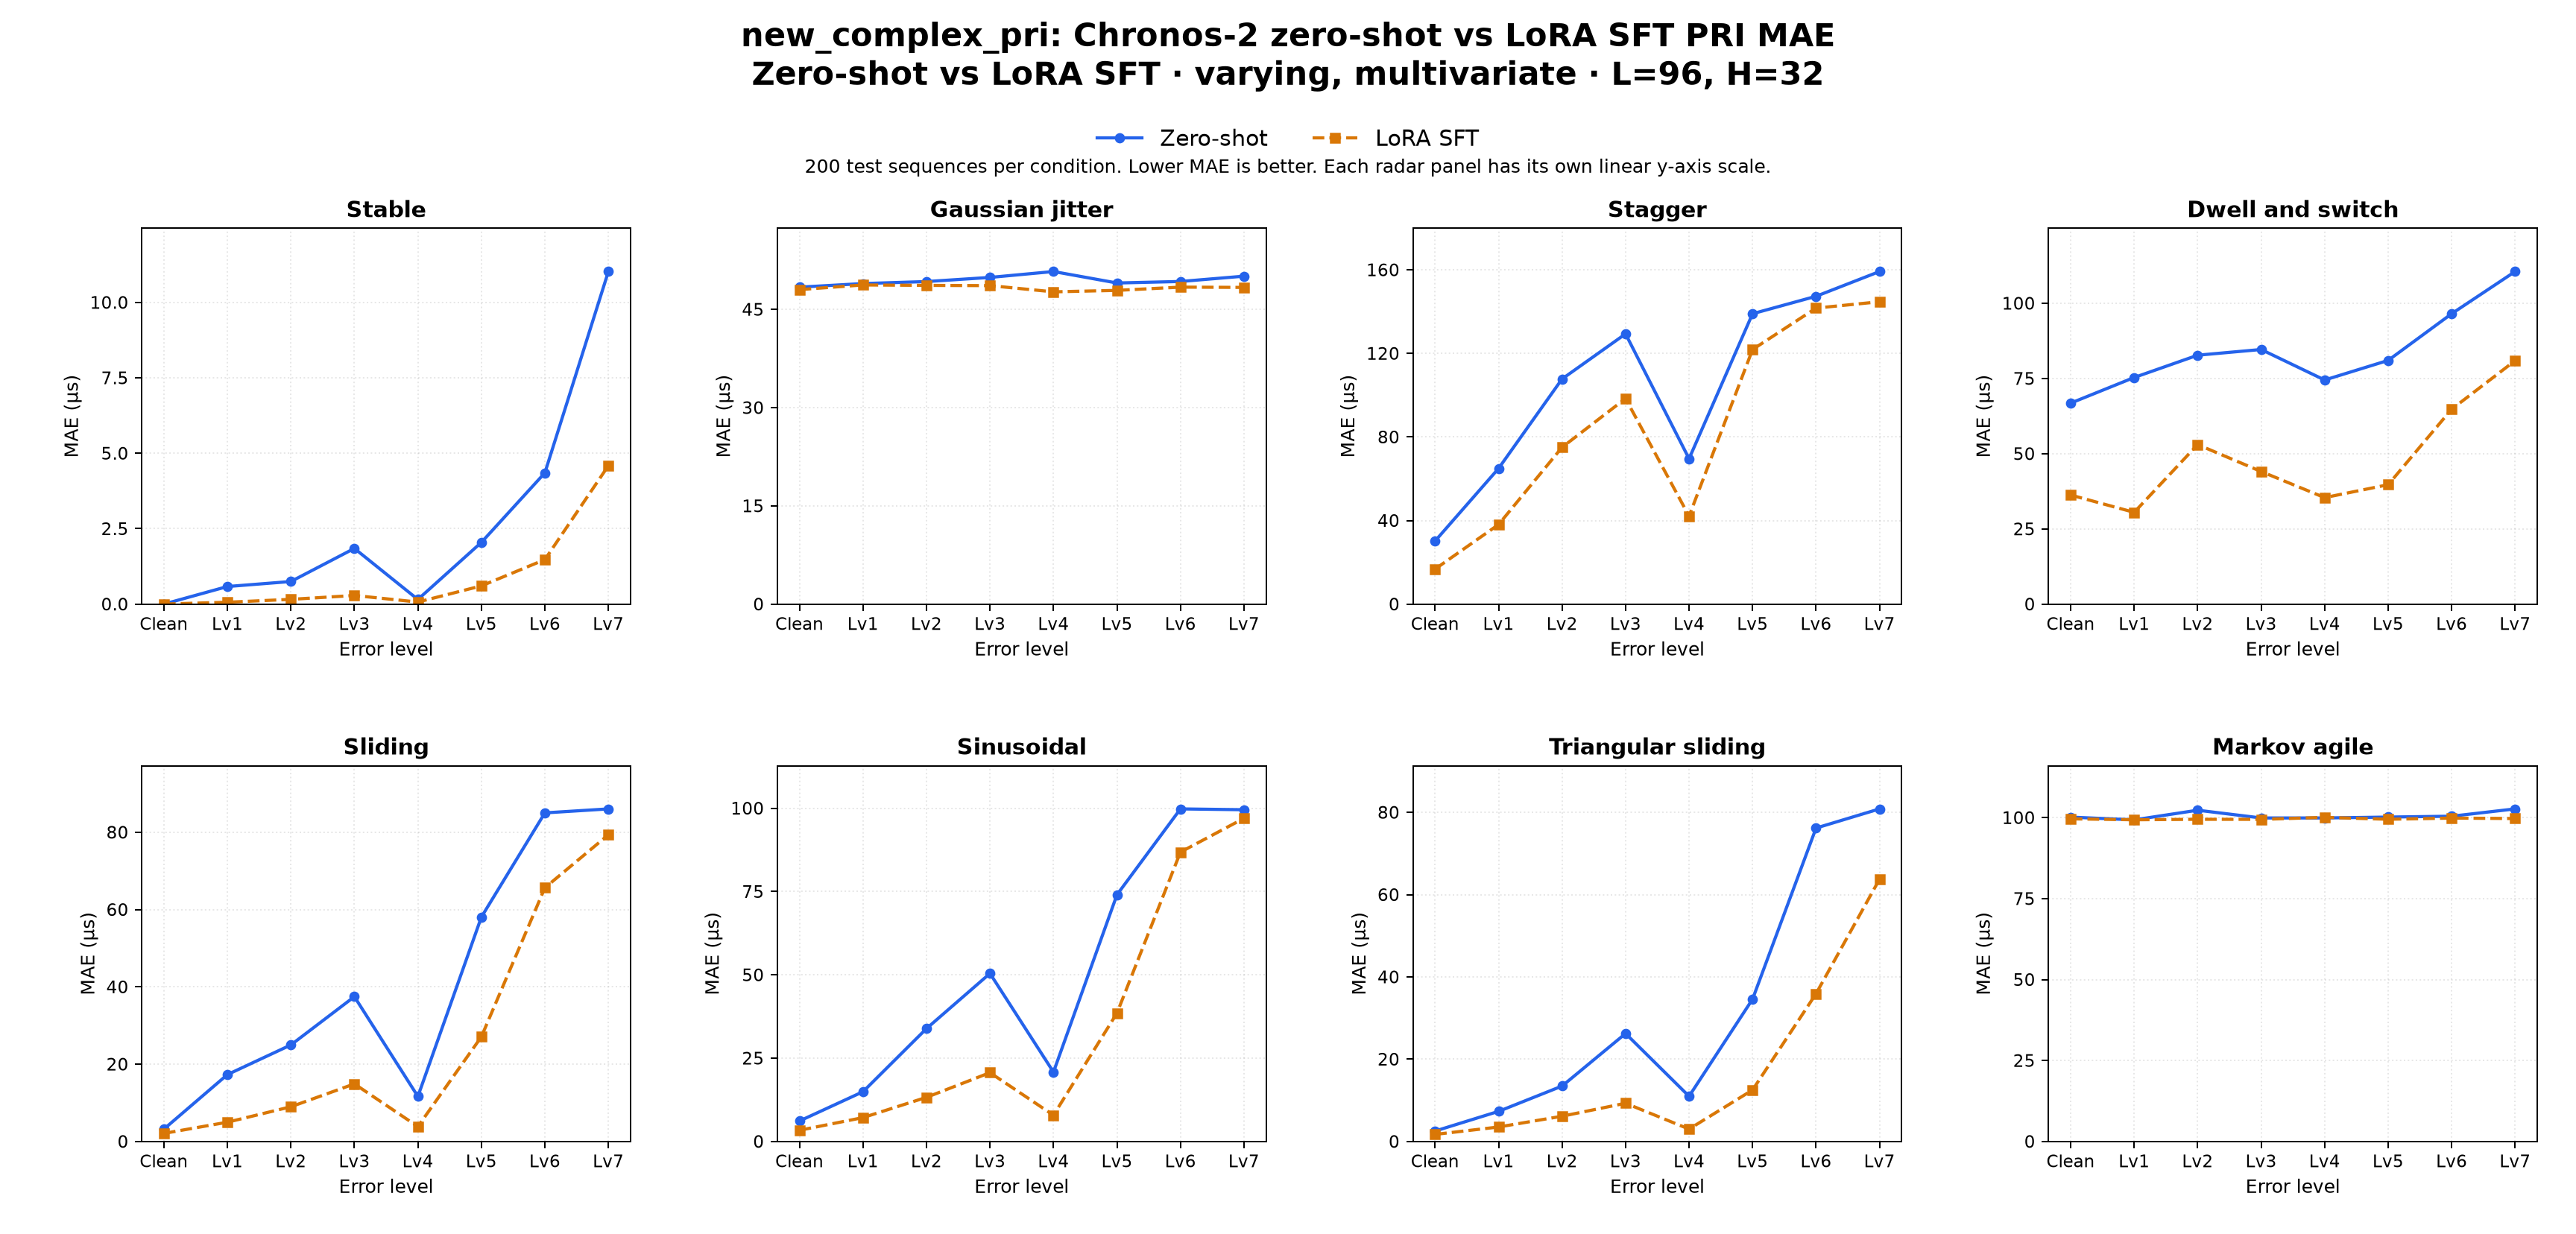 new_complex_pri: Chronos-2 zero-shot vs LoRA SFT PRI MAE
Zero-shot vs LoRA SFT · varying, multivariate · L=96, H=32
Zero-shot LoRA SFT
200 test sequences per condition. Lower MAE is better. Each radar panel has its own linear y-axis scale.
Stable
MAE (µs)
10.0
7.5
5.0
2.5
0.0
Clean Lv1 Lv2 Lv3 Lv4 Lv5 Lv6 Lv7
Error level
Gaussian jitter
MAE (µs)
45
30
15
0
Clean Lv1 Lv2 Lv3 Lv4 Lv5 Lv6 Lv7
Error level
Stagger
MAE (µs)
160
120
80
40
0
Clean Lv1 Lv2 Lv3 Lv4 Lv5 Lv6 Lv7
Error level
Dwell and switch
MAE (µs)
100
75
50
25
0
Clean Lv1 Lv2 Lv3 Lv4 Lv5 Lv6 Lv7
Error level
Sliding
MAE (µs)
80
60
40
20
0
Clean Lv1 Lv2 Lv3 Lv4 Lv5 Lv6 Lv7
Error level
Sinusoidal
MAE (µs)
100
75
50
25
0
Clean Lv1 Lv2 Lv3 Lv4 Lv5 Lv6 Lv7
Error level
Triangular sliding
MAE (µs)
80
60
40
20
0
Clean Lv1 Lv2 Lv3 Lv4 Lv5 Lv6 Lv7
Error level
Markov agile
MAE (µs)
100
75
50
25
0
Clean Lv1 Lv2 Lv3 Lv4 Lv5 Lv6 Lv7
Error level